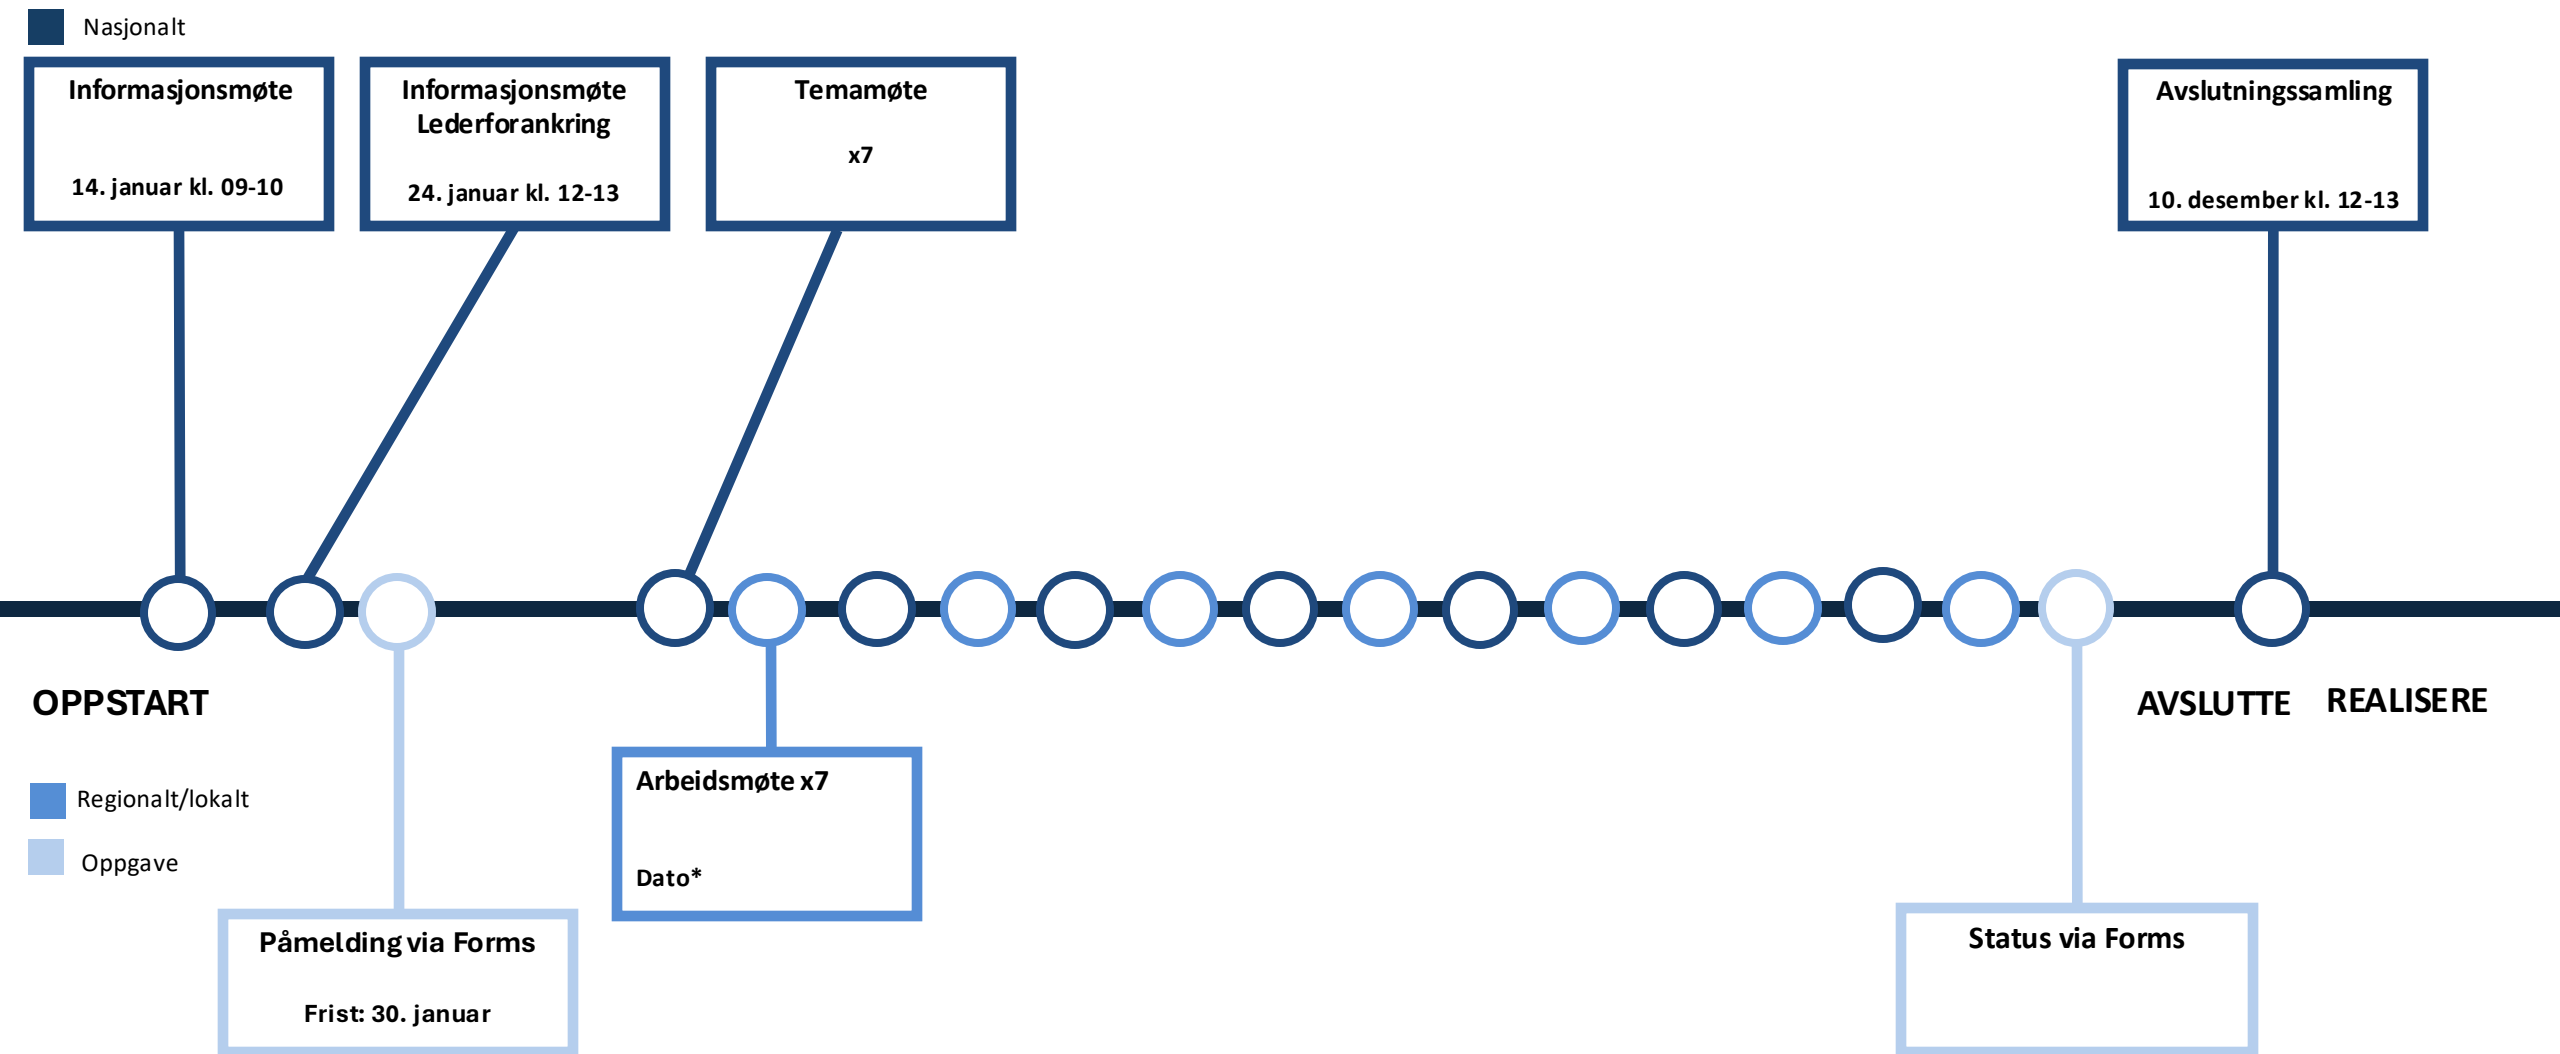 Nasjonalt
Informasjonsmøte
14. januar kl. 09-10
Informasjonsmøte
Lederforankring
24. januar kl. 12-13
Temamøte
x7
Avslutningssamling
10. desember kl. 12-13
OPPSTART
AVSLUTTE
REALISERE
Regionalt/lokalt
Oppgave
Arbeidsmøte x7
Dato*
Påmelding via Forms
Frist: 30. januar
Status via Forms